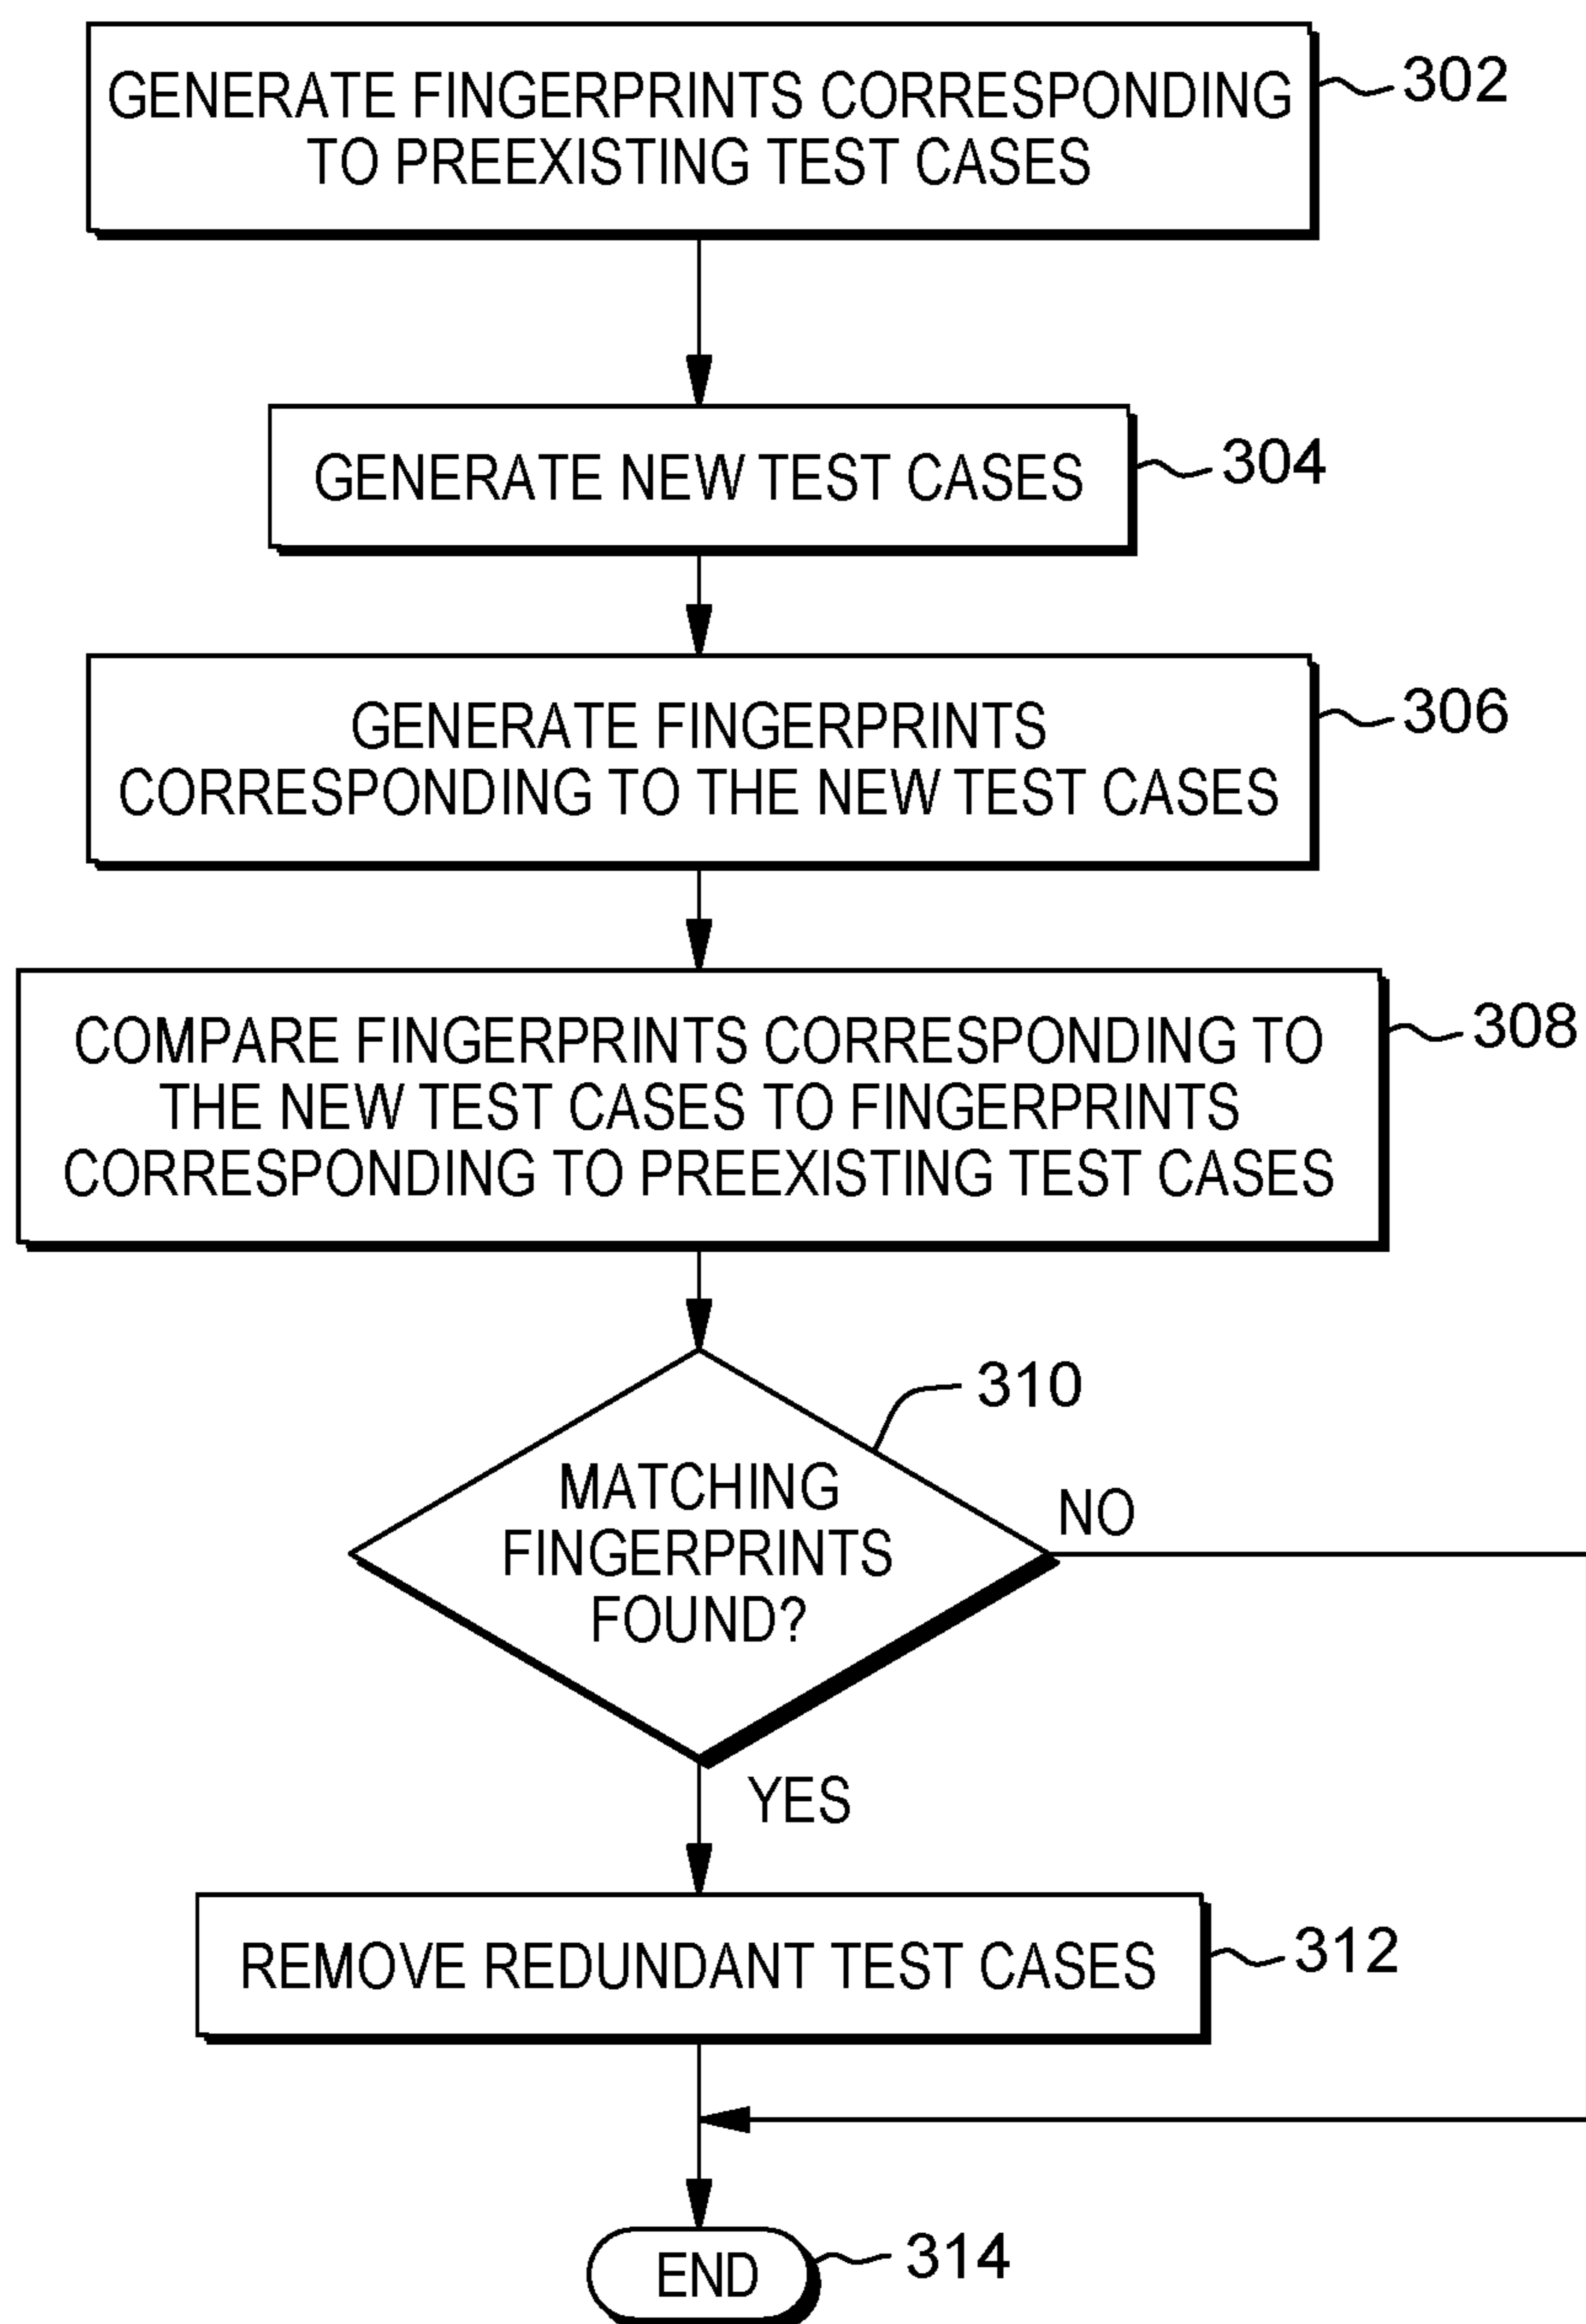 GENERATE FINGERPRINTS CORRESPONDING
TO PREEXISTING TEST CASES
302
GENERATE NEW TEST CASES
304
GENERATE FINGERPRINTS
CORRESPONDING TO THE NEW TEST CASES
306
COMPARE FINGERPRINTS CORRESPONDING TO
THE NEW TEST CASES TO FINGERPRINTS
CORRESPONDING TO PREEXISTING TEST CASES
308
310
MATCHING
FINGERPRINTS
FOUND?
NO
YES
REMOVE REDUNDANT TEST CASES
312
END
314